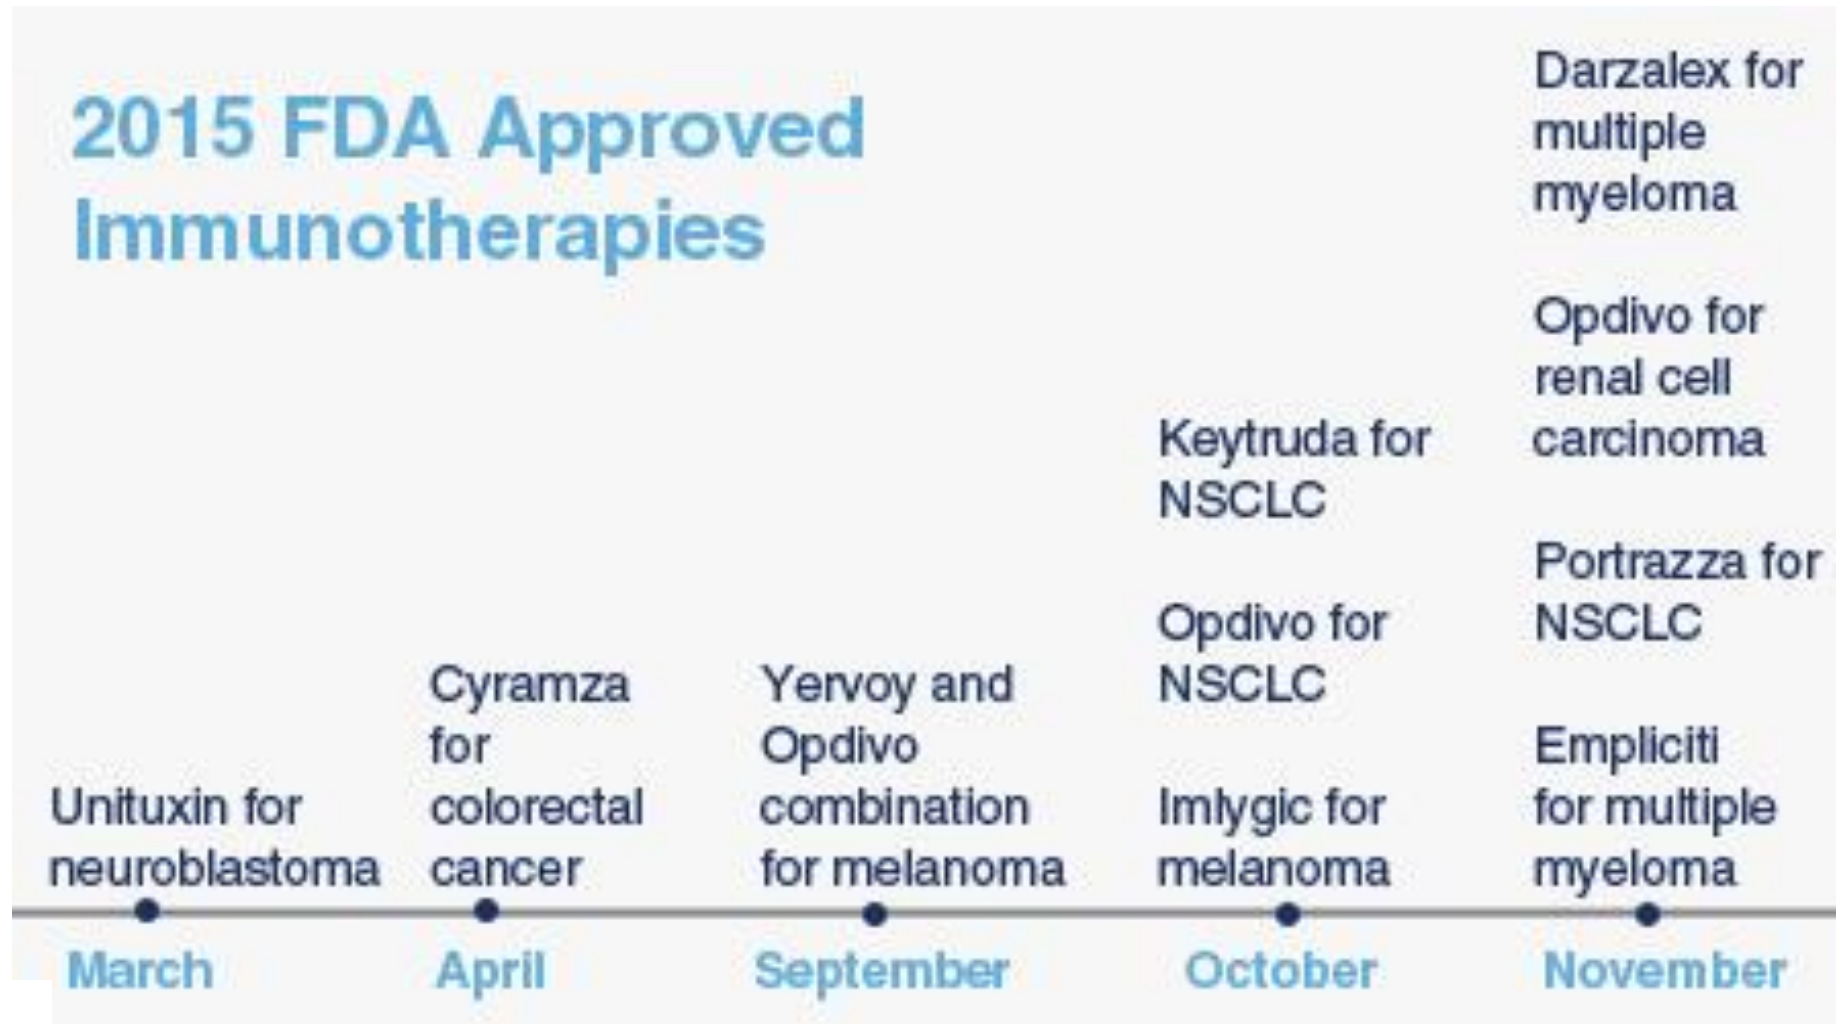 2015 FDA Approved
Immunotherapies
Unituxin for
neuroblastoma
March
Cyramza
for
colorectal
cancer
April
Yervoy and
Opdivo
combination
for melanoma
September
Keytruda for
NSCLC
Opdivo for
NSCLC
Imlygic for
melanoma
October
Darzalex for
multiple
myeloma
Opdivo for
renal cell
carcinoma
Portrazza for
NSCLC
Empliciti
for multiple
myeloma
November